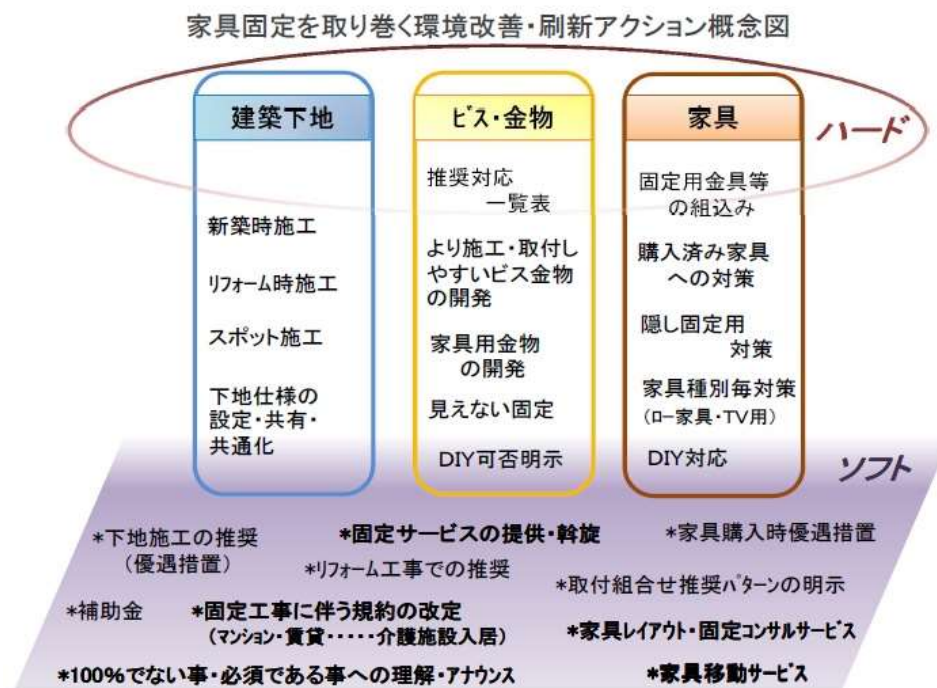 家具固定を取り巻く環境改善・刷新アクション概念図
ハード
建築下地
新築時施工
リフォーム時施工
スポット施工
下地仕様の
設定・共有・
共通化
ビス・金物
推奨対応
一覧表
より施工・取付し
やすいビス金物
の開発
家具用金物
の開発
見えない固定
DIY可否明示
家具
固定用金具等
の組込み
購入済み家具
への対策
隠し固定用
対策
家具種別毎対策
(ロー家具・TV用)
DIY対応
ソフト
*下地施工の推奨
(優遇措置)
*固定サービスの提供・斡旋
*家具購入時優遇措置
*リフォーム工事での推奨
*取付組合せ推奨パターンの明示
*補助金
*固定工事に伴う規約の改定
(マンション・賃貸・・・・・介護施設入居)
*家具レイアウト・固定コンサルサービス
*100%でない事・必須である事への理解・アナウンス
*家具移動サービス